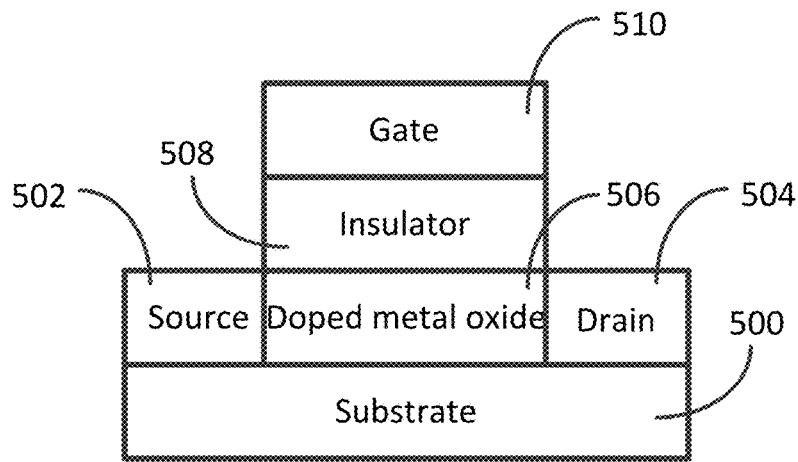 510
Gate
508
502
506
504
Insulator
Source
Doped metal oxide
Drain
500
Substrate